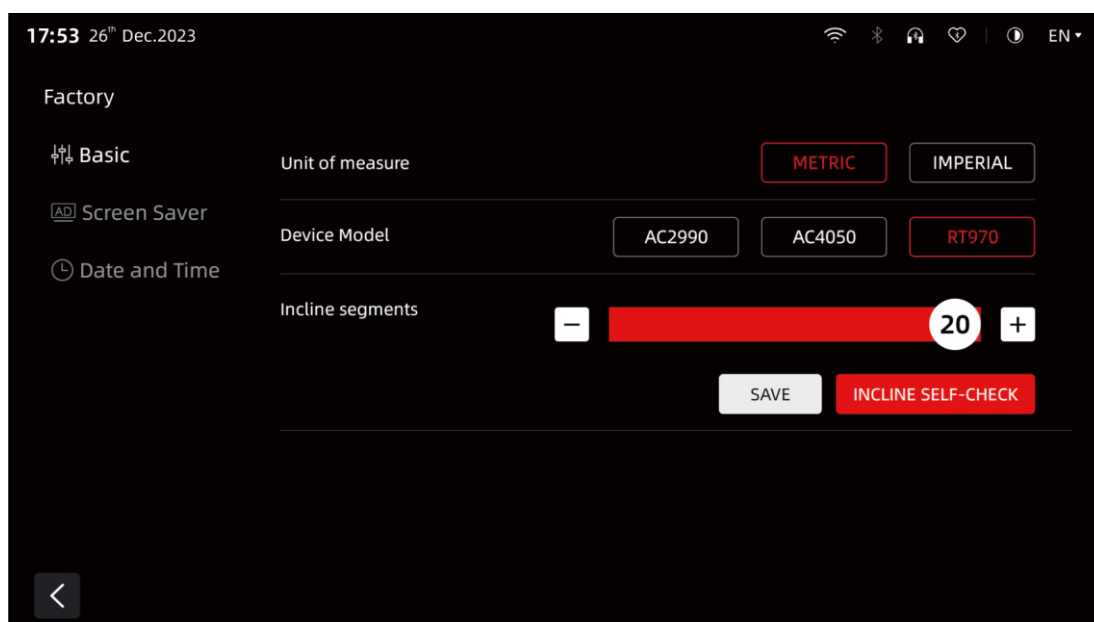 17:53 26th Dec.2023 EN
Factory
Basic
Unit of measure METRIC IMPERIAL
AD Screen Saver
Device Model AC2990 AC4050 RT970
Date and Time
Incline segments − 20 +
SAVE INCLINE SELF-CHECK